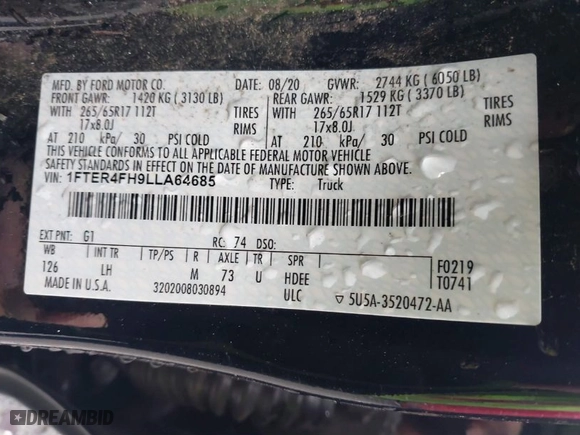 MFD. BY FORD MOTOR CO. DATE: 08/20 GVWR: 2744 KG ( 6050 LB)
FRONT GAWR: 1420 KG ( 3130 LB) REAR GAWR: 1529 KG ( 3370 LB)
WITH 265/65R17 112T TIRES WITH 265/65R17 112T TIRES
17x8.0J RIMS 17x8.0J RIMS
AT 210 kPa/ 30 PSI COLD AT 210 kPa/ 30 PSI COLD
THIS VEHICLE CONFORMS TO ALL APPLICABLE FEDERAL MOTOR VEHICLE
SAFETY STANDARDS IN EFFECT ON THE DATE OF MANUFACTURE SHOWN ABOVE.
VIN: 1FTER4FH9LLA64685 TYPE: Truck
EXT PNT: G1 RC: 74 DSO:
WB INT TR TP/PS R AXLE TR SPR F0219
126 LH M 73 U HDEE T0741
MADE IN U.S.A. 3202008030894 ULC ▽ 5U5A-3520472-AA
DREAMBID